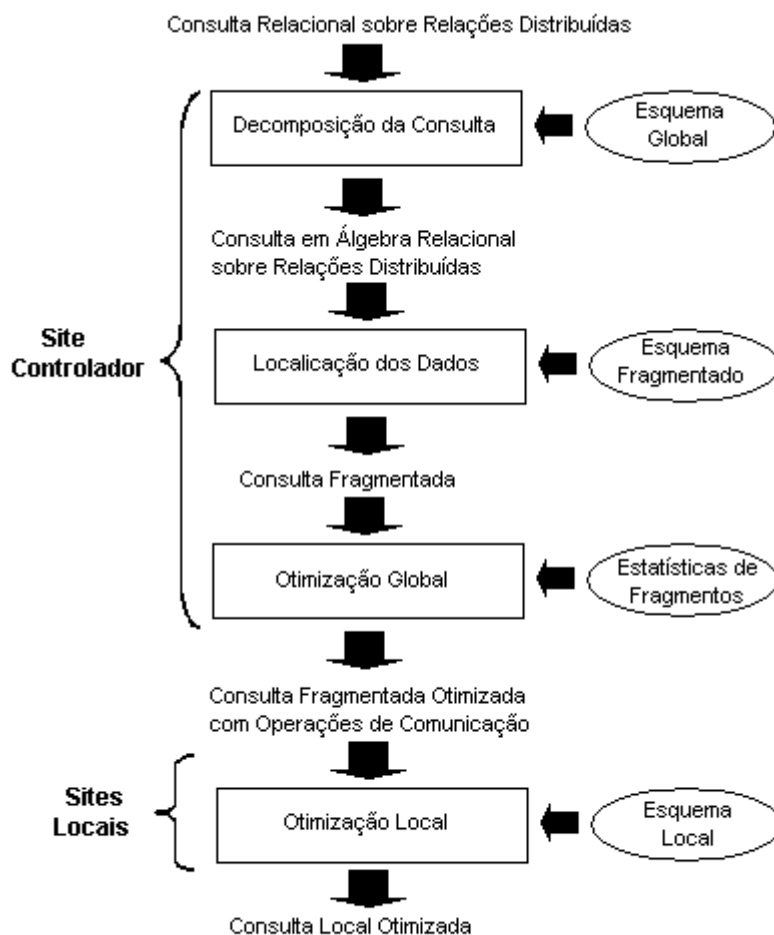 Consulta Relacional sobre Relações Distribuídas
Decomposição da Consulta
Esquema
Global
Consulta em Álgebra Relacional
sobre Relações Distribuídas
Site
Controlador
Localicação dos Dados
Esquema
Fragmentado
Consulta Fragmentada
Otimização Global
Estatísticas de
Fragmentos
Consulta Fragmentada Otimizada
com Operações de Comunicação
Sites
Locais
Otimização Local
Esquema
Local
Consulta Local Otimizada